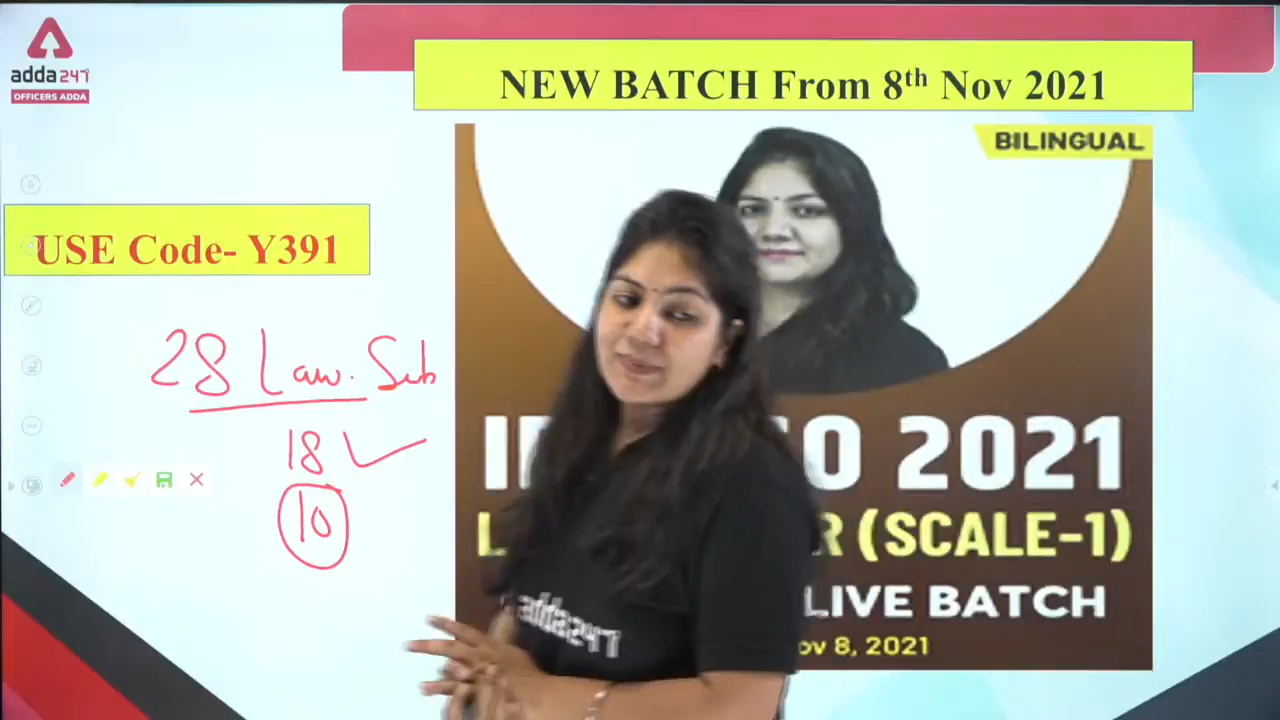 adda247
OFFICERS ADDA
NEW BATCH From 8th Nov 2021
BILINGUAL
USE Code- Y391
28 Law. Sub
18
10
2021
(SCALE-1)
LIVE BATCH
8, 2021
adda247